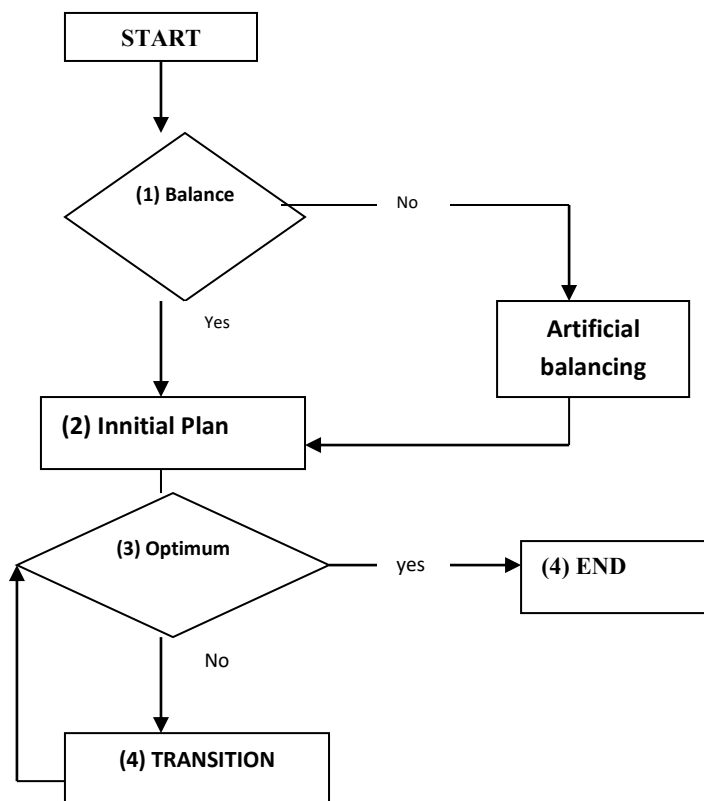 START
(1) Balance
No
Yes
Artificial
balancing
(2) Innitial Plan
(3) Optimum
yes
(4) END
No
(4) TRANSITION